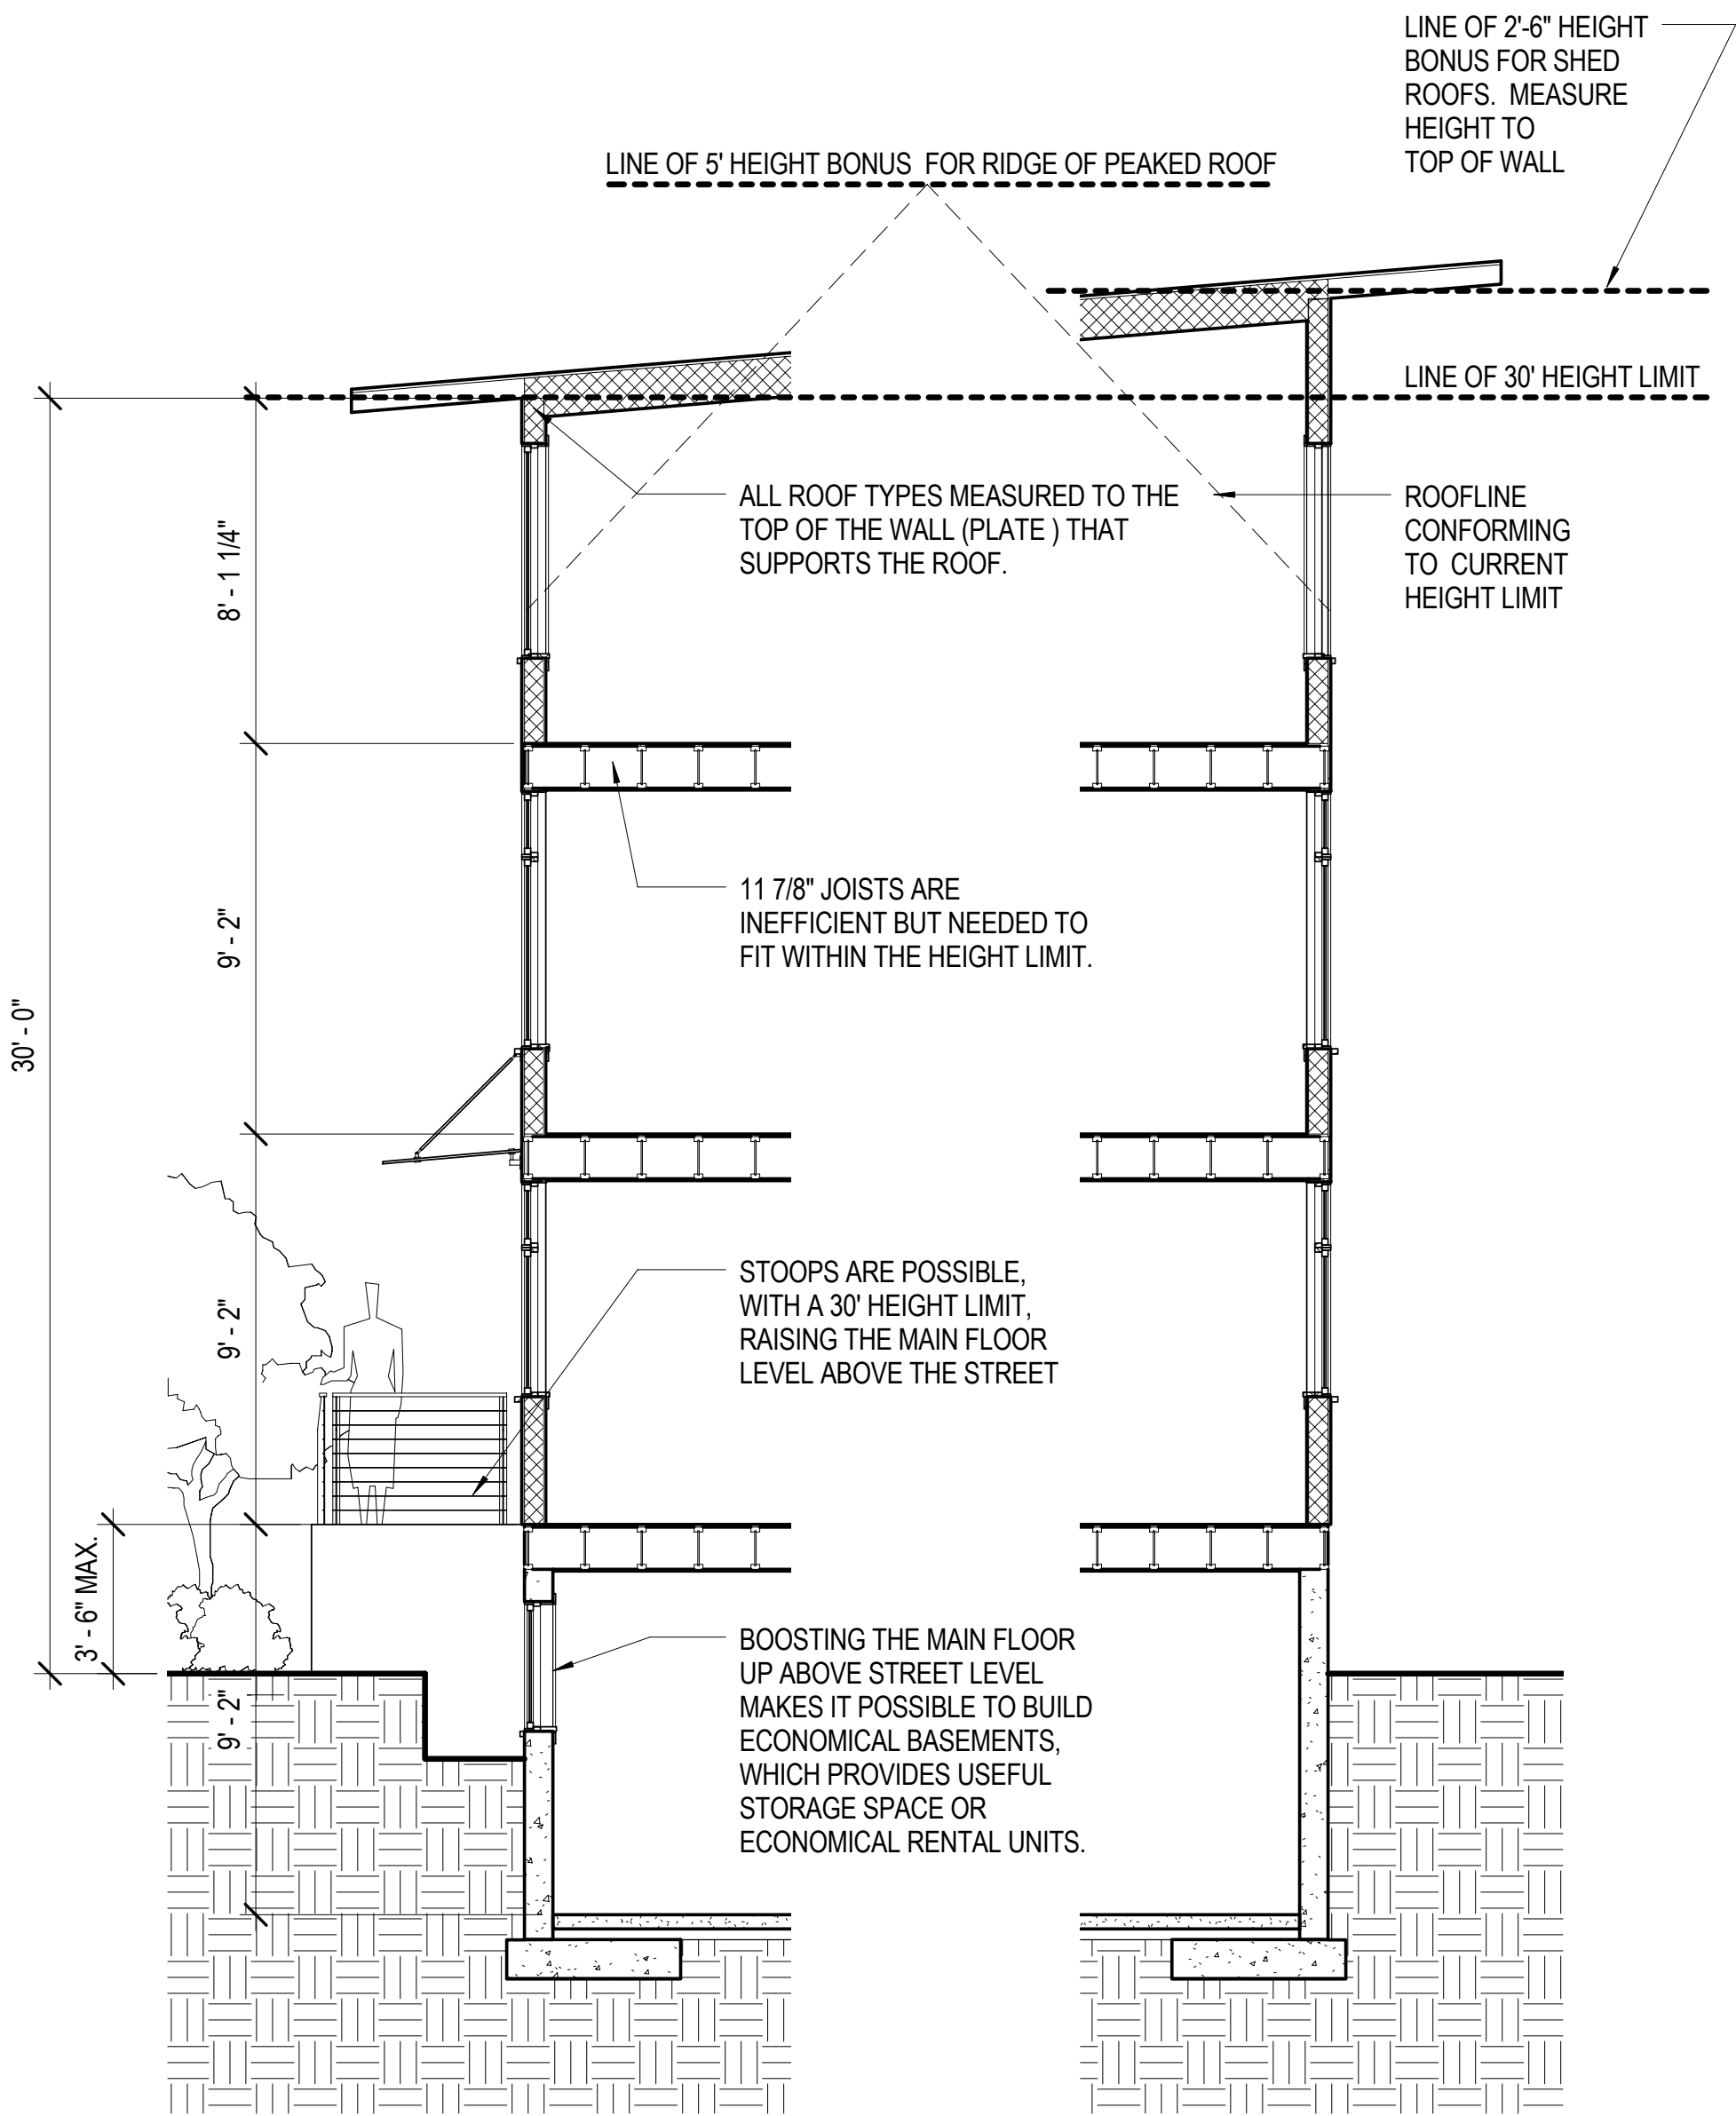 LINE OF 2'-6" HEIGHT
BONUS FOR SHED
ROOFS.  MEASURE
HEIGHT TO
TOP OF WALL
LINE OF 5' HEIGHT BONUS  FOR RIDGE OF PEAKED ROOF
LINE OF 30' HEIGHT LIMIT
ALL ROOF TYPES MEASURED TO THE
TOP OF THE WALL (PLATE ) THAT
SUPPORTS THE ROOF.
ROOFLINE
CONFORMING
TO  CURRENT
HEIGHT LIMIT
8' - 1 1/4"
11 7/8" JOISTS ARE
INEFFICIENT BUT NEEDED TO
FIT WITHIN THE HEIGHT LIMIT.
9' - 2"
30' - 0"
STOOPS ARE POSSIBLE,
WITH A 30' HEIGHT LIMIT,
RAISING THE MAIN FLOOR
LEVEL ABOVE THE STREET
9' - 2"
3' - 6" MAX.
BOOSTING THE MAIN FLOOR
UP ABOVE STREET LEVEL
MAKES IT POSSIBLE TO BUILD
ECONOMICAL BASEMENTS,
WHICH PROVIDES USEFUL
STORAGE SPACE OR
ECONOMICAL RENTAL UNITS.
9' - 2"